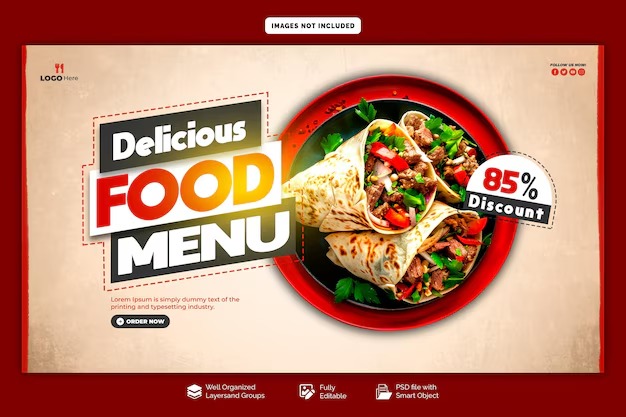 IMAGES NOT INCLUDED
LOGO Here
FOLLOW US NOW!
Delicious
FOOD
MENU
85%
Discount
Lorem Ipsum is simply
dummy text of the printing and
typesetting industry.
ORDER NOW
Well Organized
Layersand Groups
Fully
Editable
PSD file with
Smart Object